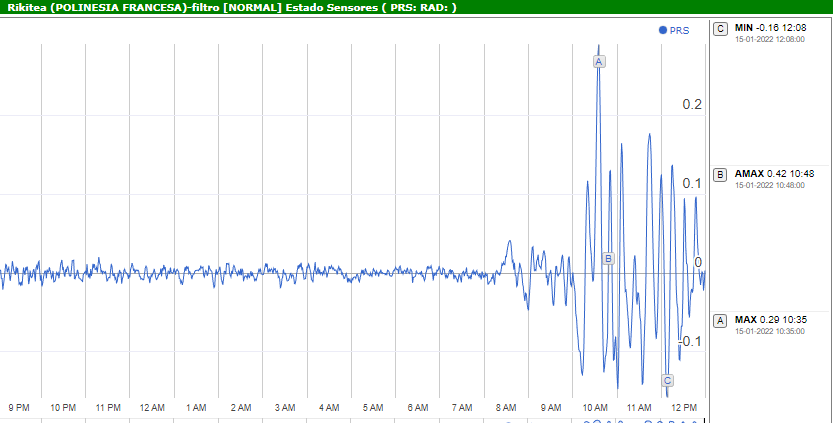 Rikitea (POLINESIA FRANCESA)-filtro [NORMAL] Estado Sensores ( PRS: RAD: )
PRS
A
B
C
0.2
0.1
0
-0.1
9 PM 10 PM 11 PM 12 AM 1 AM 2 AM 3 AM 4 AM 5 AM 6 AM 7 AM 8 AM 9 AM 10 AM 11 AM 12 PM
C MIN -0.16 12:08
15-01-2022 12:08:00
B AMAX 0.42 10:48
15-01-2022 10:48:00
A MAX 0.29 10:35
15-01-2022 10:35:00